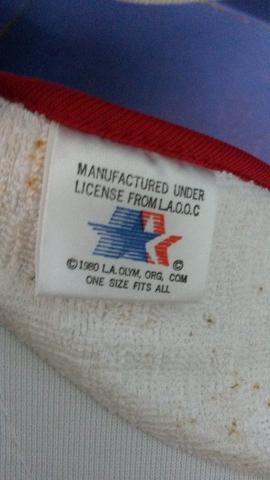 MANUFACTURED UNDER
LICENSE FROM L.A.O.O.C
©
© 1980 L.A. OLYM. ORG. COM
ONE SIZE FITS ALL